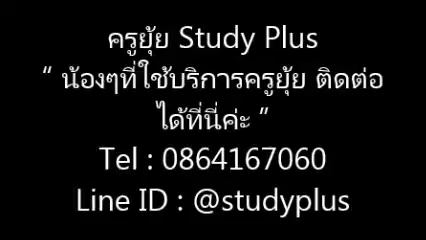 ครูยุ้ย Study Plus
“ น้องๆที่ใช้บริการครูยุ้ย ติดต่อ
ได้ที่นี่ค่ะ ”
Tel : 0864167060
Line ID : @studyplus